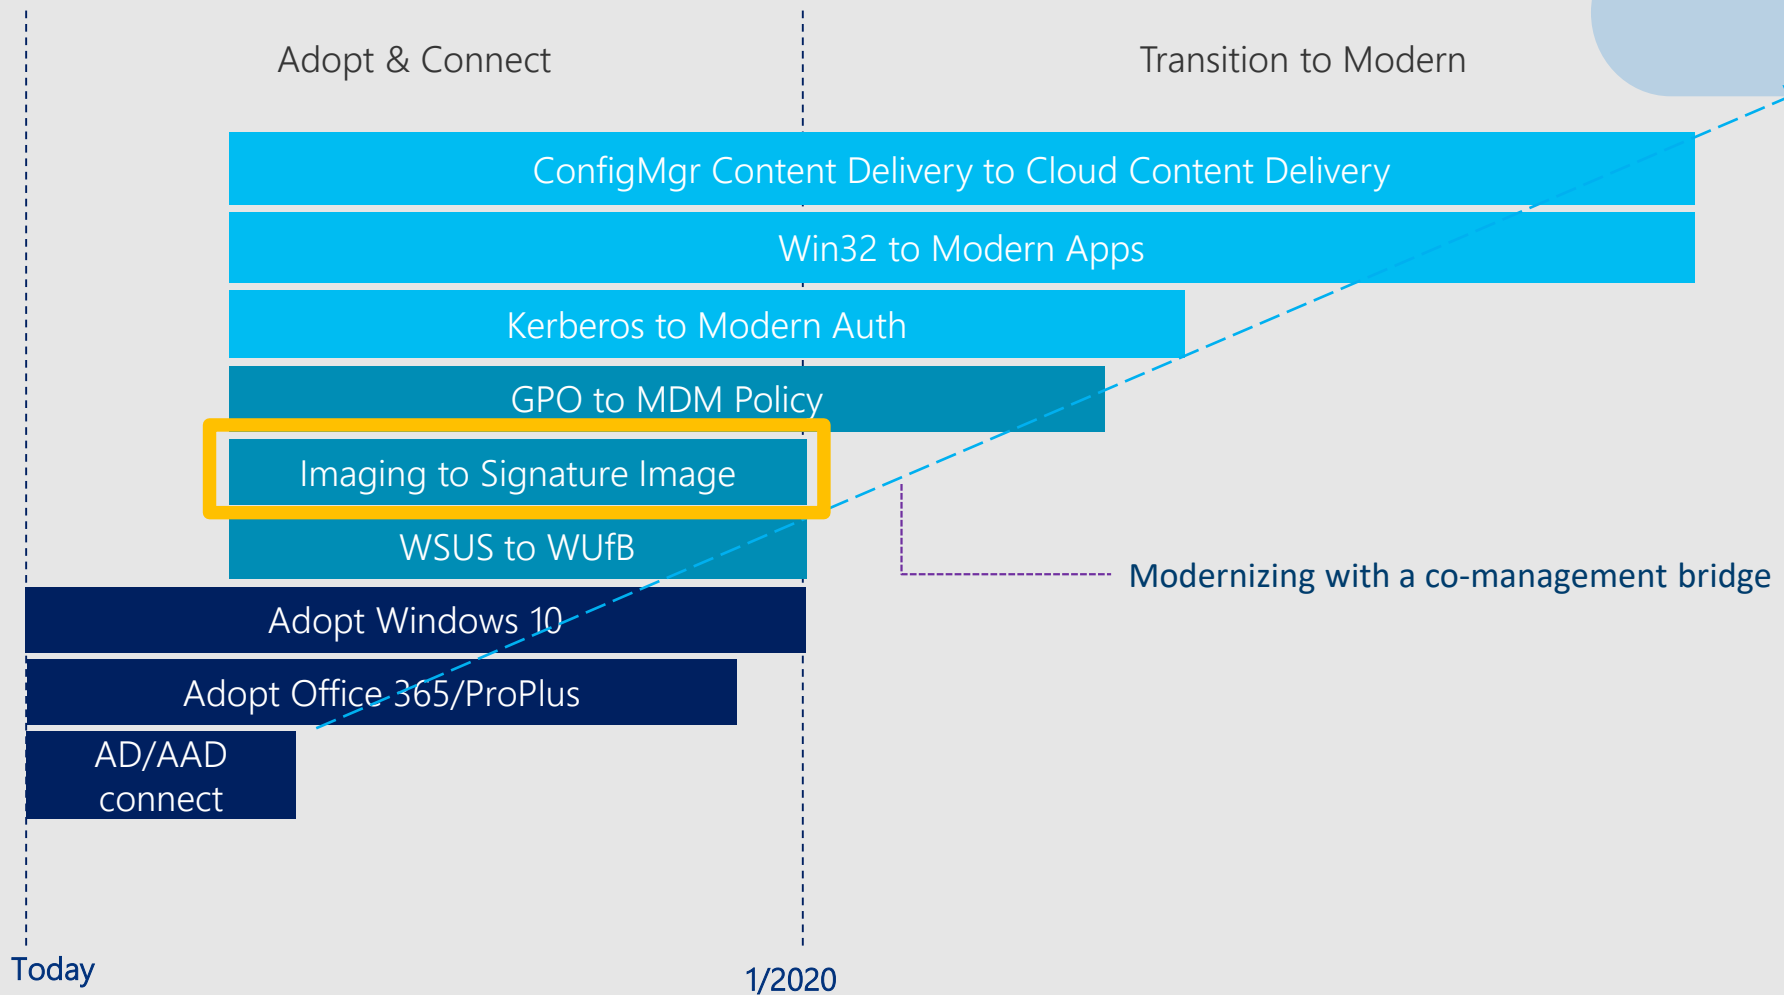 Adopt & Connect
Transition to Modern
ConfigMgr Content Delivery to Cloud Content Delivery
Win32 to Modern Apps
Kerberos to Modern Auth
GPO to MDM Policy
Imaging to Signature Image
WSUS to WUfB
Modernizing with a co-management bridge
Adopt Windows 10
Adopt Office 365/ProPlus
AD/AAD
connect
Today
1/2020